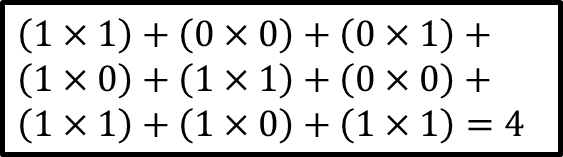 (1 × 1) + (0 × 0) + (0 × 1) +
(1 × 0) + (1 × 1) + (0 × 0) +
(1 × 1) + (1 × 0) + (1 × 1) = 4